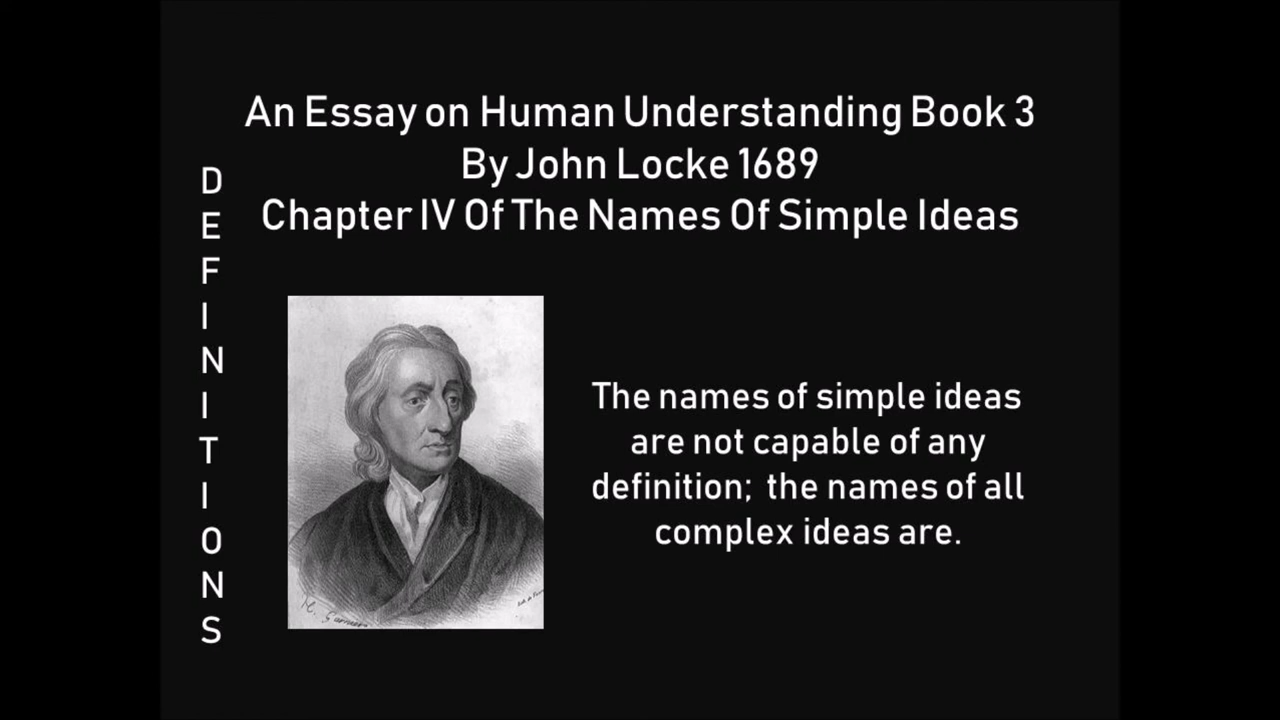 An Essay on Human Understanding Book 3
By John Locke 1689
Chapter IV Of The Names Of Simple Ideas
DEFINITIONS
The names of simple ideas
are not capable of any
definition;  the names of all
complex ideas are.